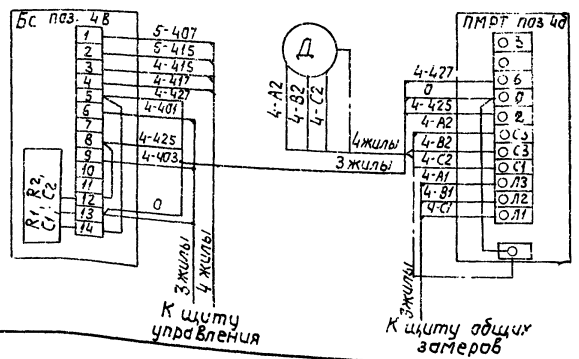 Бс поз. 4в
1
2
3
4
5
6
7
8
9
10
11
12
13
14
R1, R2,
C1, C2
5-407
5-415
4-415
4-417
4-427
4-401
4-425
4-403
0
3 жилы
4 жилы
К щиту
управления
Д
4-А2
4-В2
4-С2
4 жилы
3 жилы
ПМРТ поз 4д
4-427
0
4-425
4-А2
4-В2
4-С2
4-А1
4-В1
4-С1
3
6
0
2
С5
С3
С1
Л3
Л2
Л1
3 жилы
К щиту общих
замеров